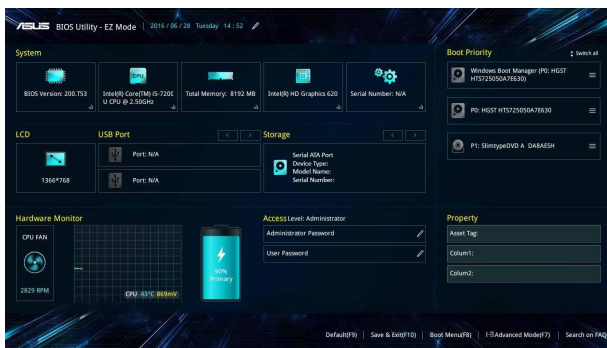 ASUS BIOS Utility - EZ Mode 2016/06/28 Tuesday 14:52
System
BIOS Version: 200.T53
Intel(R) Core(TM) i5-7200
U CPU @ 2.50GHz
Total Memory: 8192 MB
Intel(R) HD Graphics 620
Serial Number: N/A
Boot Priority
Switch all
Windows Boot Manager (P0: HGST
HTS725050A7E630)
P0: HGST HTS725050A7E630
P1: SlimtypeDVD A DA8AESH
LCD
1366*768
USB Port
Port: N/A
Port: N/A
Storage
Serial ATA Port
Device Type:
Model Name:
Serial Number:
Hardware Monitor
CPU FAN
2829 RPM
CPU 43°C 869mV
90%
Primary
Access Level: Administrator
Administrator Password
User Password
Property
Asset Tag:
Colum1:
Colum2:
Default(F9) Save & Exit(F10) Boot Menu(F8) Advanced Mode(F7) Search on FAQ